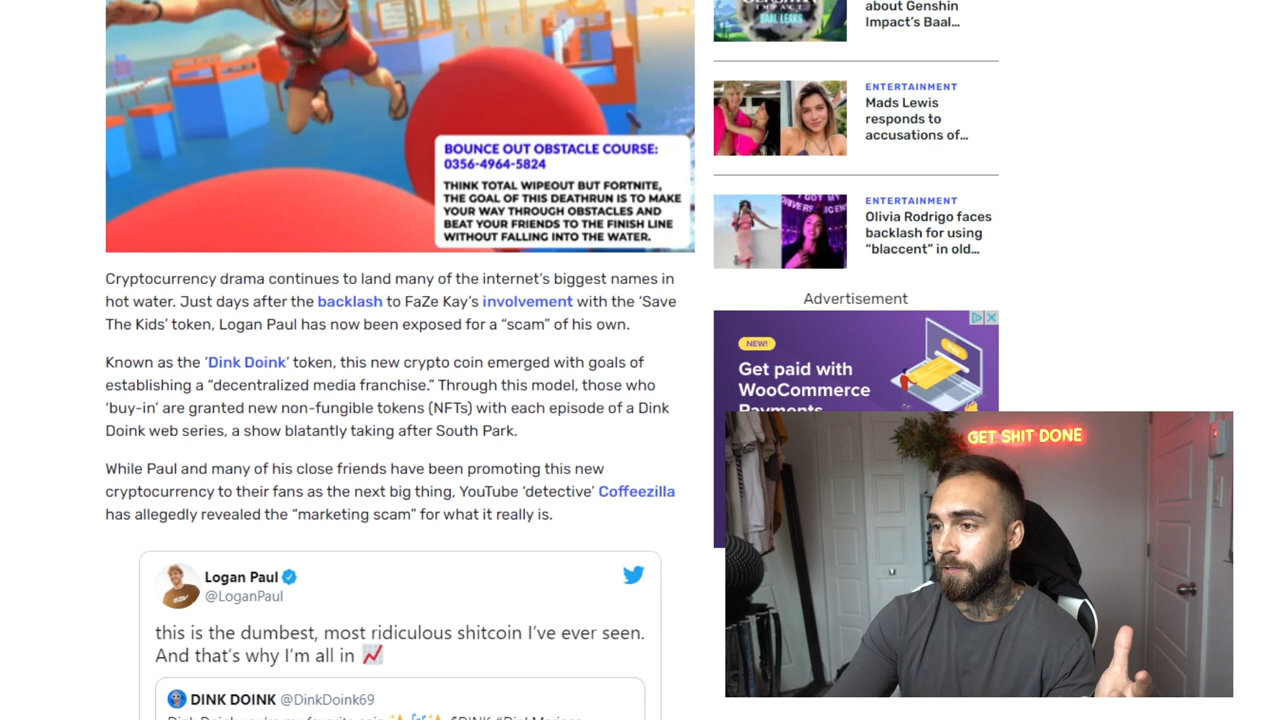 BOUNCE OUT OBSTACLE COURSE:
0356-4964-5824
THINK TOTAL WIPEOUT BUT FORTNITE,
THE GOAL OF THIS DEATHRUN IS TO MAKE
YOUR WAY THROUGH OBSTACLES AND
BEAT YOUR FRIENDS TO THE FINISH LINE
WITHOUT FALLING INTO THE WATER.
Cryptocurrency drama continues to land many of the internet's biggest names in
hot water. Just days after the backlash to FaZe Kay's involvement with the 'Save
The Kids' token, Logan Paul has now been exposed for a "scam" of his own.
Known as the 'Dink Doink' token, this new crypto coin emerged with goals of
establishing a "decentralized media franchise." Through this model, those who
'buy-in' are granted new non-fungible tokens (NFTs) with each episode of a Dink
Doink web series, a show blatantly taking after South Park.
While Paul and many of his close friends have been promoting this new
cryptocurrency to their fans as the next big thing, YouTube 'detective' Coffeezilla
has allegedly revealed the "marketing scam" for what it really is.
Logan Paul
@LoganPaul
this is the dumbest, most ridiculous shitcoin I've ever seen.
And that's why I'm all in 📈
DINK DOINK @DinkDoink69
IMPACT
BAAL LEAKS
about Genshin
Impact's Baal...
ENTERTAINMENT
Mads Lewis
responds to
accusations of...
ENTERTAINMENT
Olivia Rodrigo faces
backlash for using
"blaccent" in old...
Advertisement
NEW!
Get paid with
WooCommerce
Payments
GET SHIT DONE